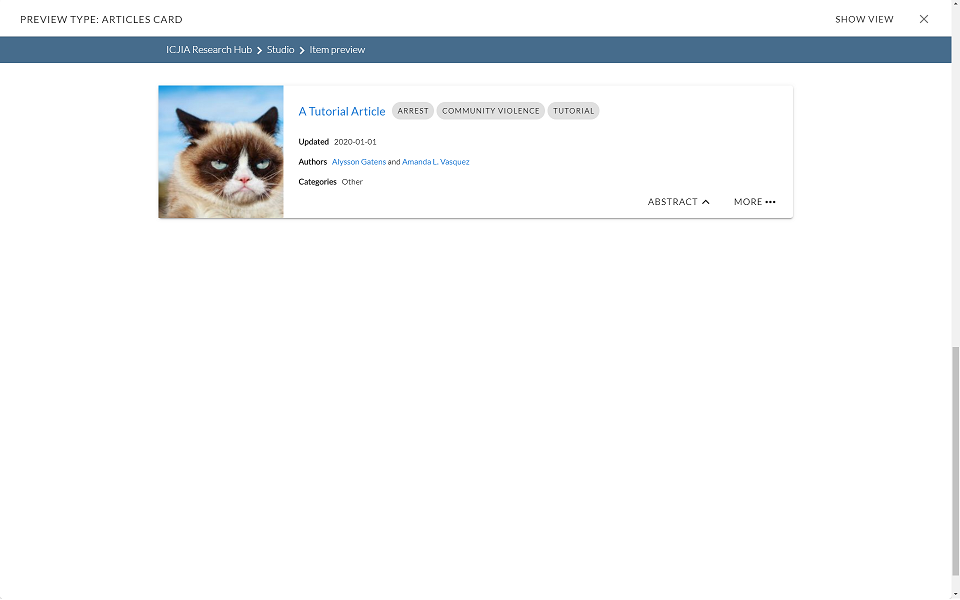 PREVIEW TYPE: ARTICLES CARD SHOW VIEW
ICJIA Research Hub Studio Item preview
A Tutorial Article ARREST COMMUNITY VIOLENCE TUTORIAL
Updated 2020-01-01
Authors Alysson Gatens and Amanda L. Vasquez
Categories Other
ABSTRACT MORE